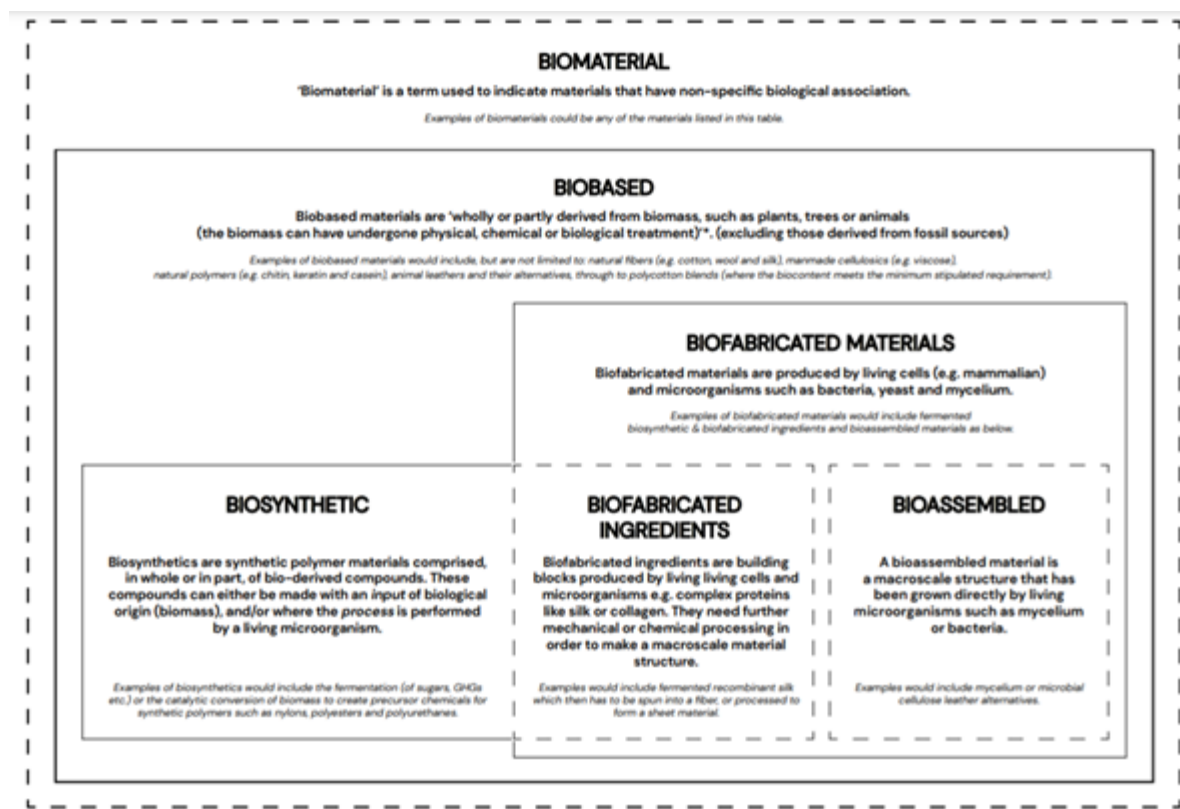 BIOMATERIAL
'Biomaterial' is a term used to indicate materials that have non-specific biological association.
Examples of biomaterials could be any of the materials listed in this table.
BIOBASED
Biobased materials are 'wholly or partly derived from biomass, such as plants, trees or animals
(the biomass can have undergone physical, chemical or biological treatment)'*. (excluding those derived from fossil sources)
Examples of biobased materials would include, but are not limited to: natural fibers (e.g. cotton, wool and silk), manmade cellulosics (e.g. viscose),
natural polymers (e.g. chitin, keratin and casein), animal leathers and their alternatives, through to polycotton blends (where the biocontent meets the minimum stipulated requirement).
BIOFABRICATED MATERIALS
Biofabricated materials are produced by living cells (e.g. mammalian)
and microorganisms such as bacteria, yeast and mycelium.
Examples of biofabricated materials would include fermented
biosynthetic & biofabricated ingredients and bioassembled materials as below.
BIOSYNTHETIC
Biosynthetics are synthetic polymer materials comprised,
in whole or in part, of bio-derived compounds. These
compounds can either be made with an input of biological
origin (biomass), and/or where the process is performed
by a living microorganism.
Examples of biosynthetics would include the fermentation (of sugars, GHGs
etc.) or the catalytic conversion of biomass to create precursor chemicals for
synthetic polymers such as nylons, polyesters and polyurethanes.
BIOFABRICATED
INGREDIENTS
Biofabricated ingredients are building
blocks produced by living living cells and
microorganisms e.g. complex proteins
like silk or collagen. They need further
mechanical or chemical processing in
order to make a macroscale material
structure.
Examples would include fermented recombinant silk
which then has to be spun into a fiber, or processed to
form a sheet material.
BIOASSEMBLED
A bioassembled material is
a macroscale structure that has
been grown directly by living
microorganisms such as mycelium
or bacteria.
Examples would include mycelium or microbial
cellulose leather alternatives.